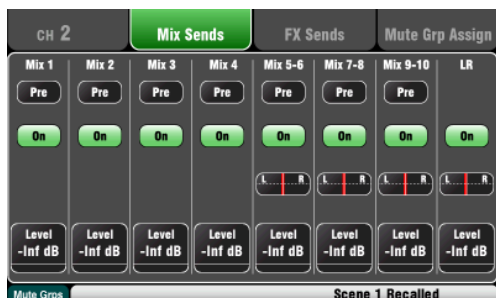 CH 2 Mix Sends FX Sends Mute Grp Assign
Mix 1 Mix 2 Mix 3 Mix 4 Mix 5-6 Mix 7-8 Mix 9-10 LR
Pre Pre Pre Pre Pre Pre Pre
On On On On On On On On
L R L R L R L R
Level Level Level Level Level Level Level Level
-Inf dB -Inf dB -Inf dB -Inf dB -Inf dB -Inf dB -Inf dB -Inf dB
Mute Grps Scene 1 Recalled